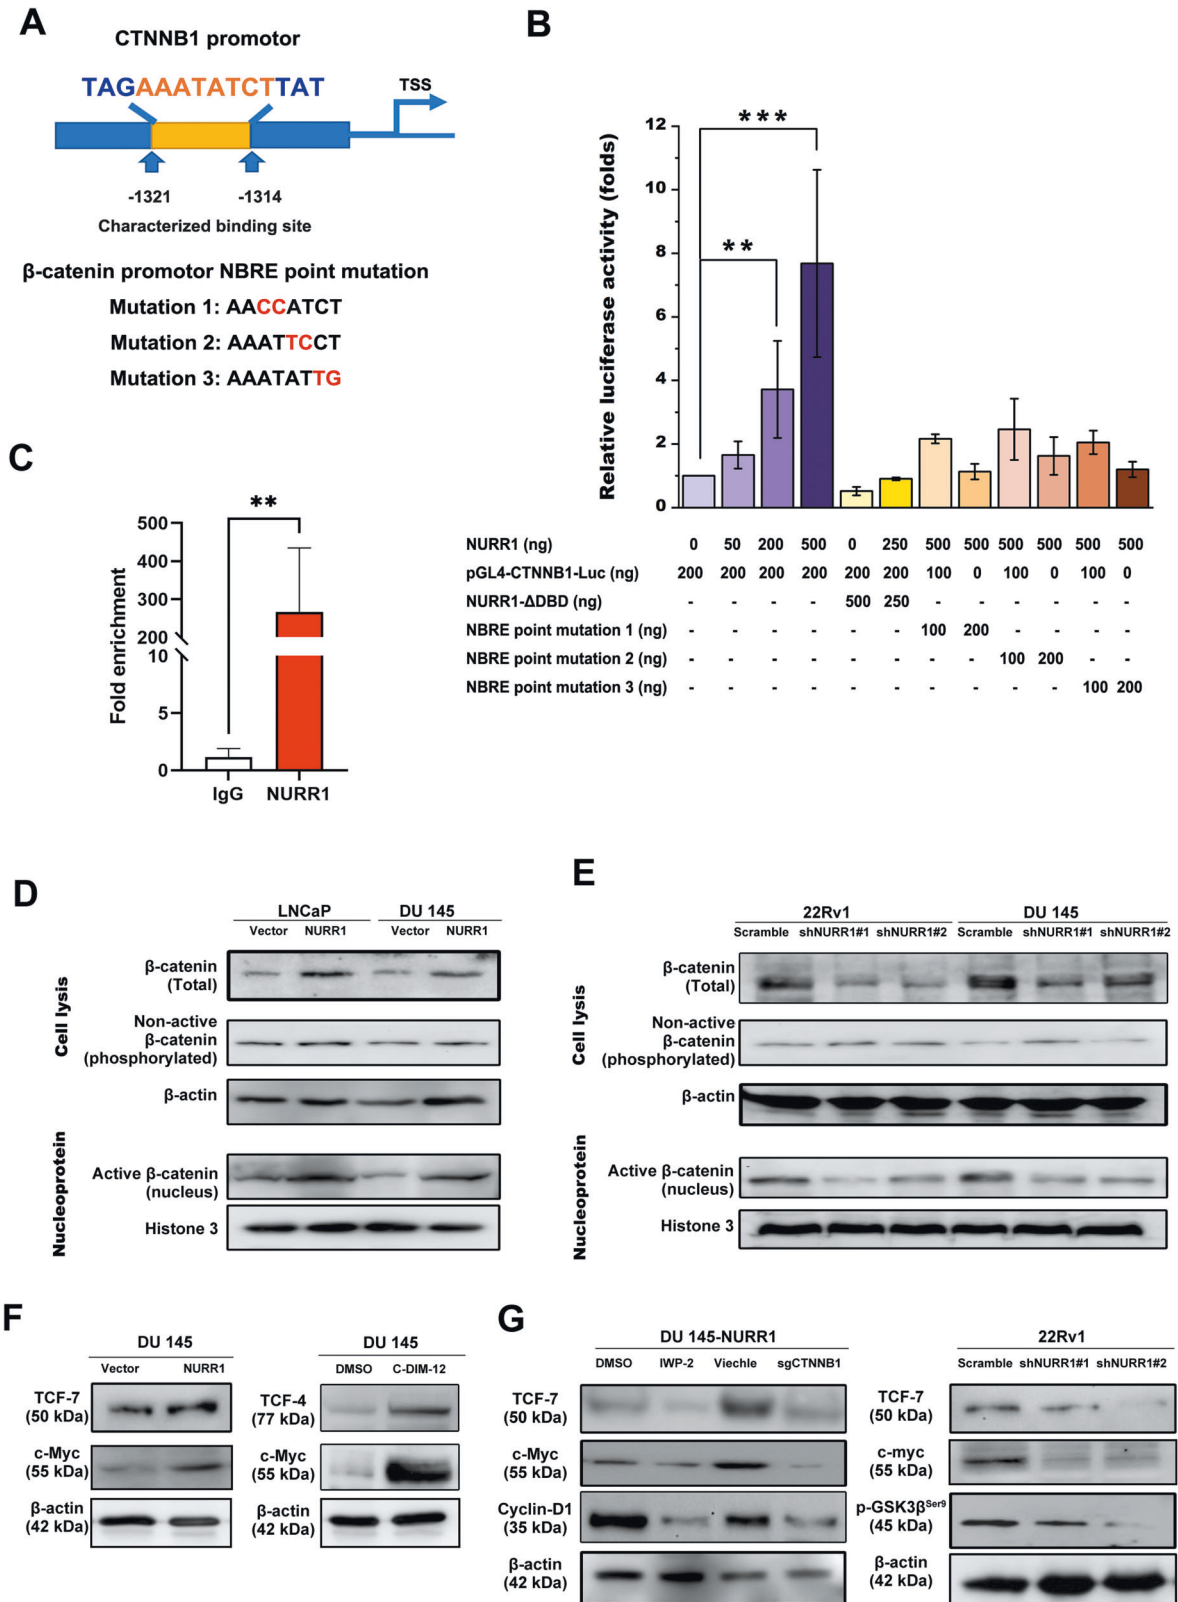 A
CTNNB1 promotor
TAGAAATATCTTAT
TSS
-1321 -1314
Characterized binding site
β-catenin promotor NBRE point mutation
Mutation 1: AACCATCT
Mutation 2: AAATTCCT
Mutation 3: AAATATTG
B
Relative luciferase activity (folds)
12
10
8
6
4
2
0
***
**
NURR1 (ng) 0 50 200 500 0 250 500 500 500 500 500 500
pGL4-CTNNB1-Luc (ng) 200 200 200 200 200 200 100 0 100 0 100 0
NURR1-ΔDBD (ng) - - - - 500 250 - - - - - -
NBRE point mutation 1 (ng) - - - - - - 100 200 - - - -
NBRE point mutation 2 (ng) - - - - - - - - 100 200 - -
NBRE point mutation 3 (ng) - - - - - - - - - - 100 200
C
Fold enrichment
500
400
300
200
10
5
0
**
IgG NURR1
D
LNCaP DU 145
Vector NURR1 Vector NURR1
Cell lysis
β-catenin
(Total)
Non-active
β-catenin
(phosphorylated)
β-actin
Nucleoprotein
Active β-catenin
(nucleus)
Histone 3
E
22Rv1 DU 145
Scramble shNURR1#1 shNURR1#2 Scramble shNURR1#1 shNURR1#2
Cell lysis
β-catenin
(Total)
Non-active
β-catenin
(phosphorylated)
β-actin
Nucleoprotein
Active β-catenin
(nucleus)
Histone 3
F
DU 145
Vector NURR1
TCF-7
(50 kDa)
c-Myc
(55 kDa)
β-actin
(42 kDa)
DU 145
DMSO C-DIM-12
TCF-4
(77 kDa)
c-Myc
(55 kDa)
β-actin
(42 kDa)
G
DU 145-NURR1
DMSO IWP-2 Viechle sgCTNNB1
TCF-7
(50 kDa)
c-Myc
(55 kDa)
Cyclin-D1
(35 kDa)
β-actin
(42 kDa)
22Rv1
Scramble shNURR1#1 shNURR1#2
TCF-7
(50 kDa)
c-myc
(55 kDa)
p-GSK3βSer9
(45 kDa)
β-actin
(42 kDa)